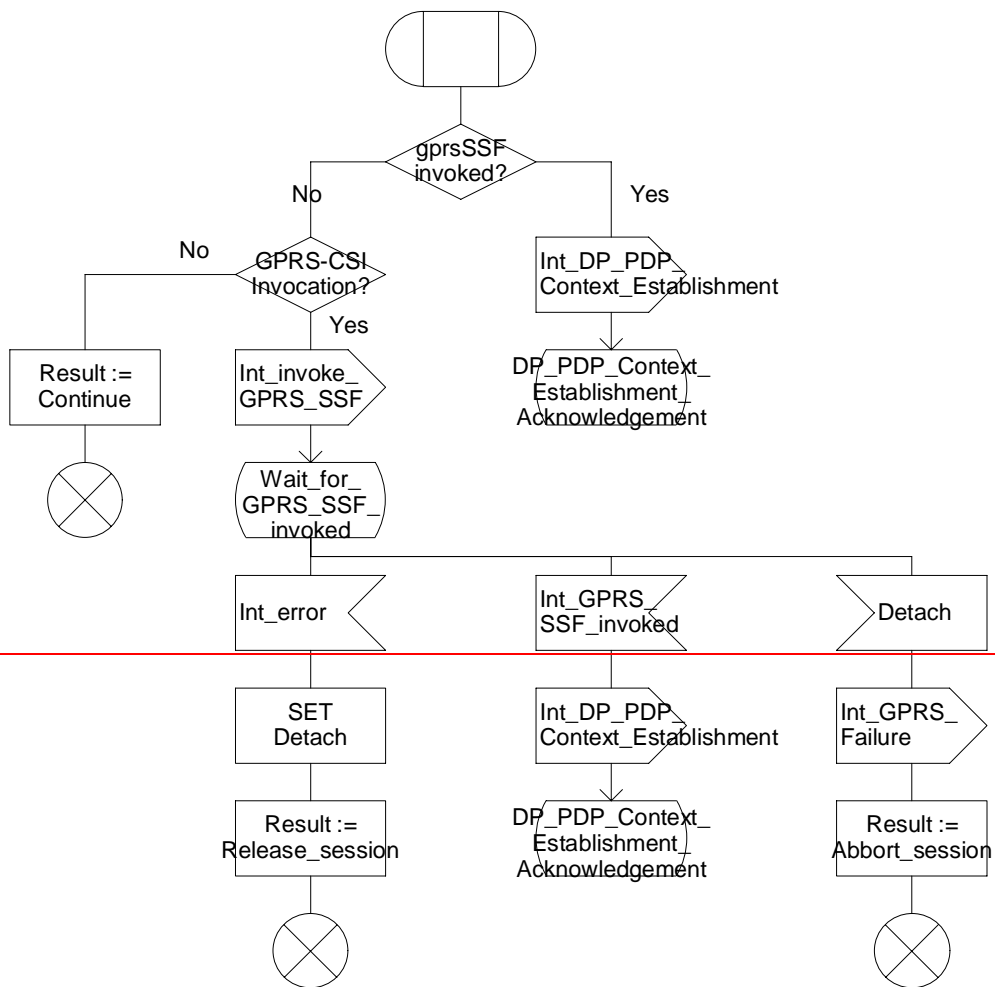 gprsSSF
invoked?
No
Yes
No
GPRS-CSI
Invocation?
Int_DP_PDP_
Context_Establishment
Yes
Result :=
Continue
Int_invoke_
GPRS_SSF
DP_PDP_Context_
Establishment_
Acknowledgement
Wait_for_
GPRS_SSF_
invoked
Int_error
Int_GPRS_
SSF_invoked
Detach
SET
Detach
Int_DP_PDP_
Context_Establishment
Int_GPRS_
Failure
Result :=
Release_session
DP_PDP_Context_
Establishment_
Acknowledgement
Result :=
Abbort_session